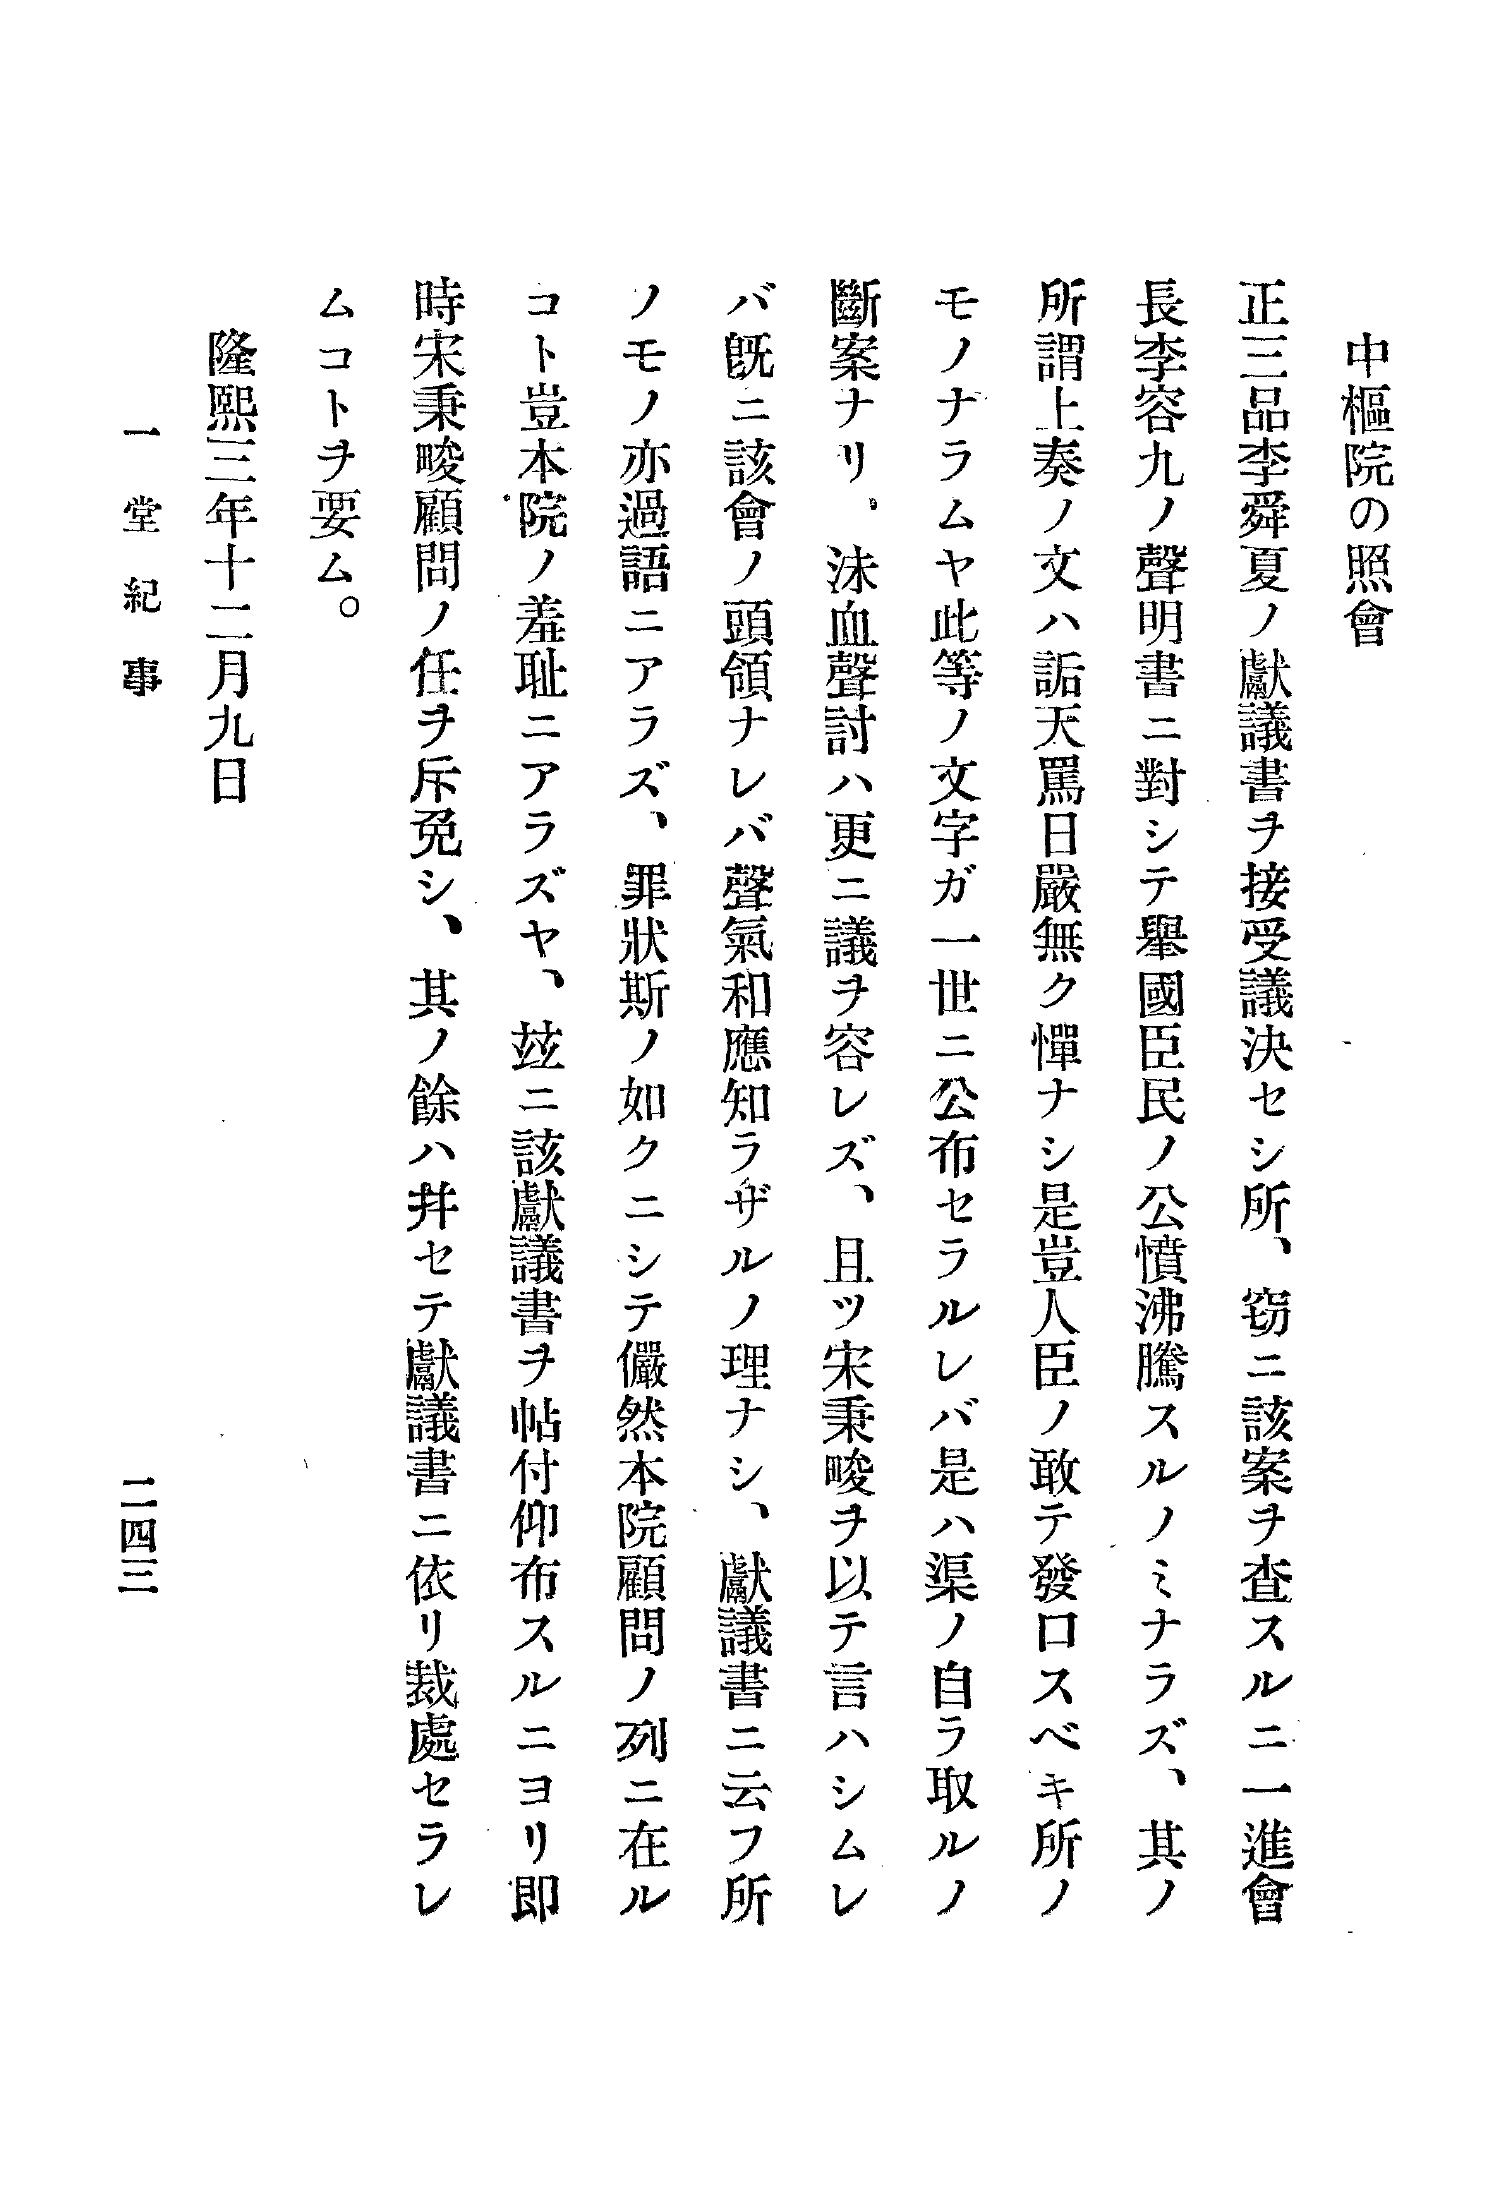 中樞院の照會
正三品李舜夏ノ獻議書ヲ接受議決セシ所、窃ニ該案ヲ査スルニ一進會
長李容九ノ聲明書ニ對シテ舉國臣民ノ公憤沸騰スルノミナラズ、其ノ
所謂上奏ノ文ハ詬天罵日嚴無ク憚ナシ是豈人臣ノ敢テ發口スベキ所ノ
モノナラムヤ此等ノ文字ガ一世ニ公布セラルレバ是ハ渠ノ自ラ取ルノ
斷案ナリ、沬血聲討ハ更ニ議ヲ容レズ、且ツ宋秉畯ヲ以テ言ハシムレ
バ旣ニ該會ノ頭領ナレバ聲氣和應知ラザルノ理ナシ、獻議書ニ云フ所
ノモノ亦過語ニアラズ、罪狀斯ノ如クニシテ儼然本院顧問ノ列ニ在ル
コト豈本院ノ羞耻ニアラズヤ、玆ニ該獻議書ヲ帖付仰布スルニヨリ即
時宋秉畯顧問ノ任ヲ斥免シ、其ノ餘ハ幷セテ獻議書ニ依リ裁處セラレ
ムコトヲ要ム。
隆熙三年十二月九日
一堂紀事
二四三